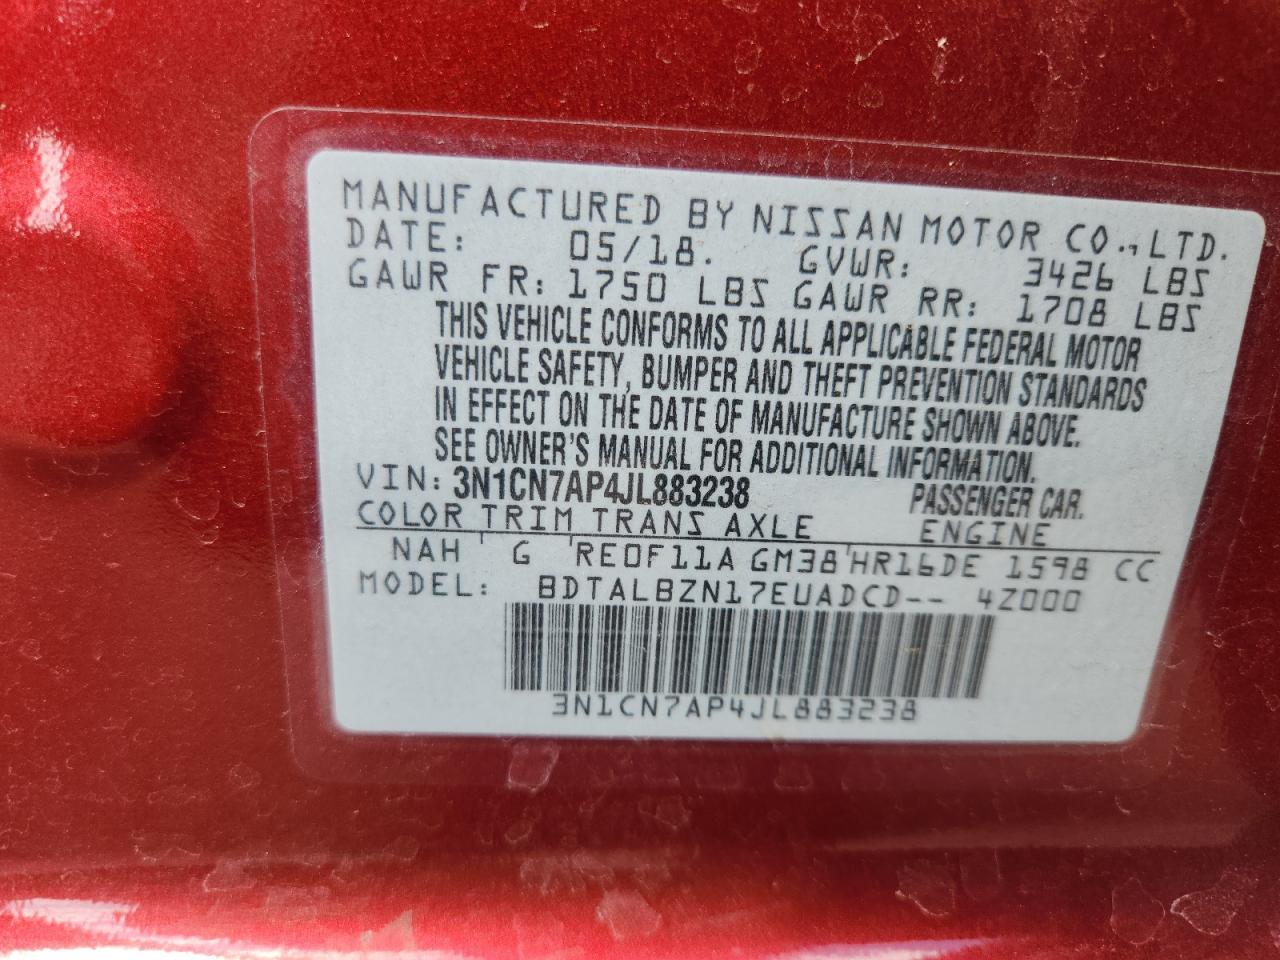 MANUFACTURED BY NISSAN MOTOR CO., LTD.
DATE: 05/18. GVWR: 3426 LBS
GAWR FR: 1750 LBS GAWR RR: 1708 LBS
THIS VEHICLE CONFORMS TO ALL APPLICABLE FEDERAL MOTOR
VEHICLE SAFETY, BUMPER AND THEFT PREVENTION STANDARDS
IN EFFECT ON THE DATE OF MANUFACTURE SHOWN ABOVE.
SEE OWNER'S MANUAL FOR ADDITIONAL INFORMATION.
VIN: 3N1CN7AP4JL883238 PASSENGER CAR.
COLOR TRIM TRANS AXLE ENGINE
NAH ' G 'RE0F11A GM38'HR16DE 1598 CC
MODEL: BDTALBZN17EUADCD-- 4Z000
3N1CN7AP4JL883238